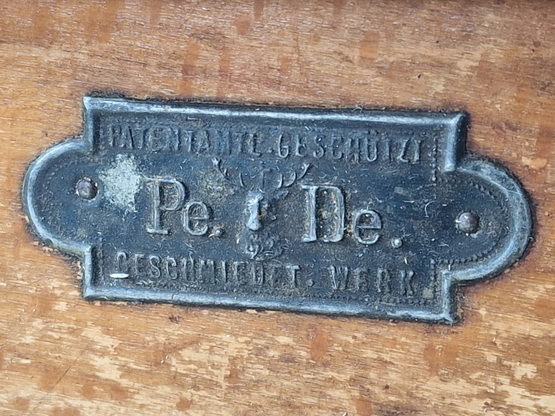 PATENTAMTL. GESCHÜTZT
Pe. De.
GESCHMIEDET. WERK